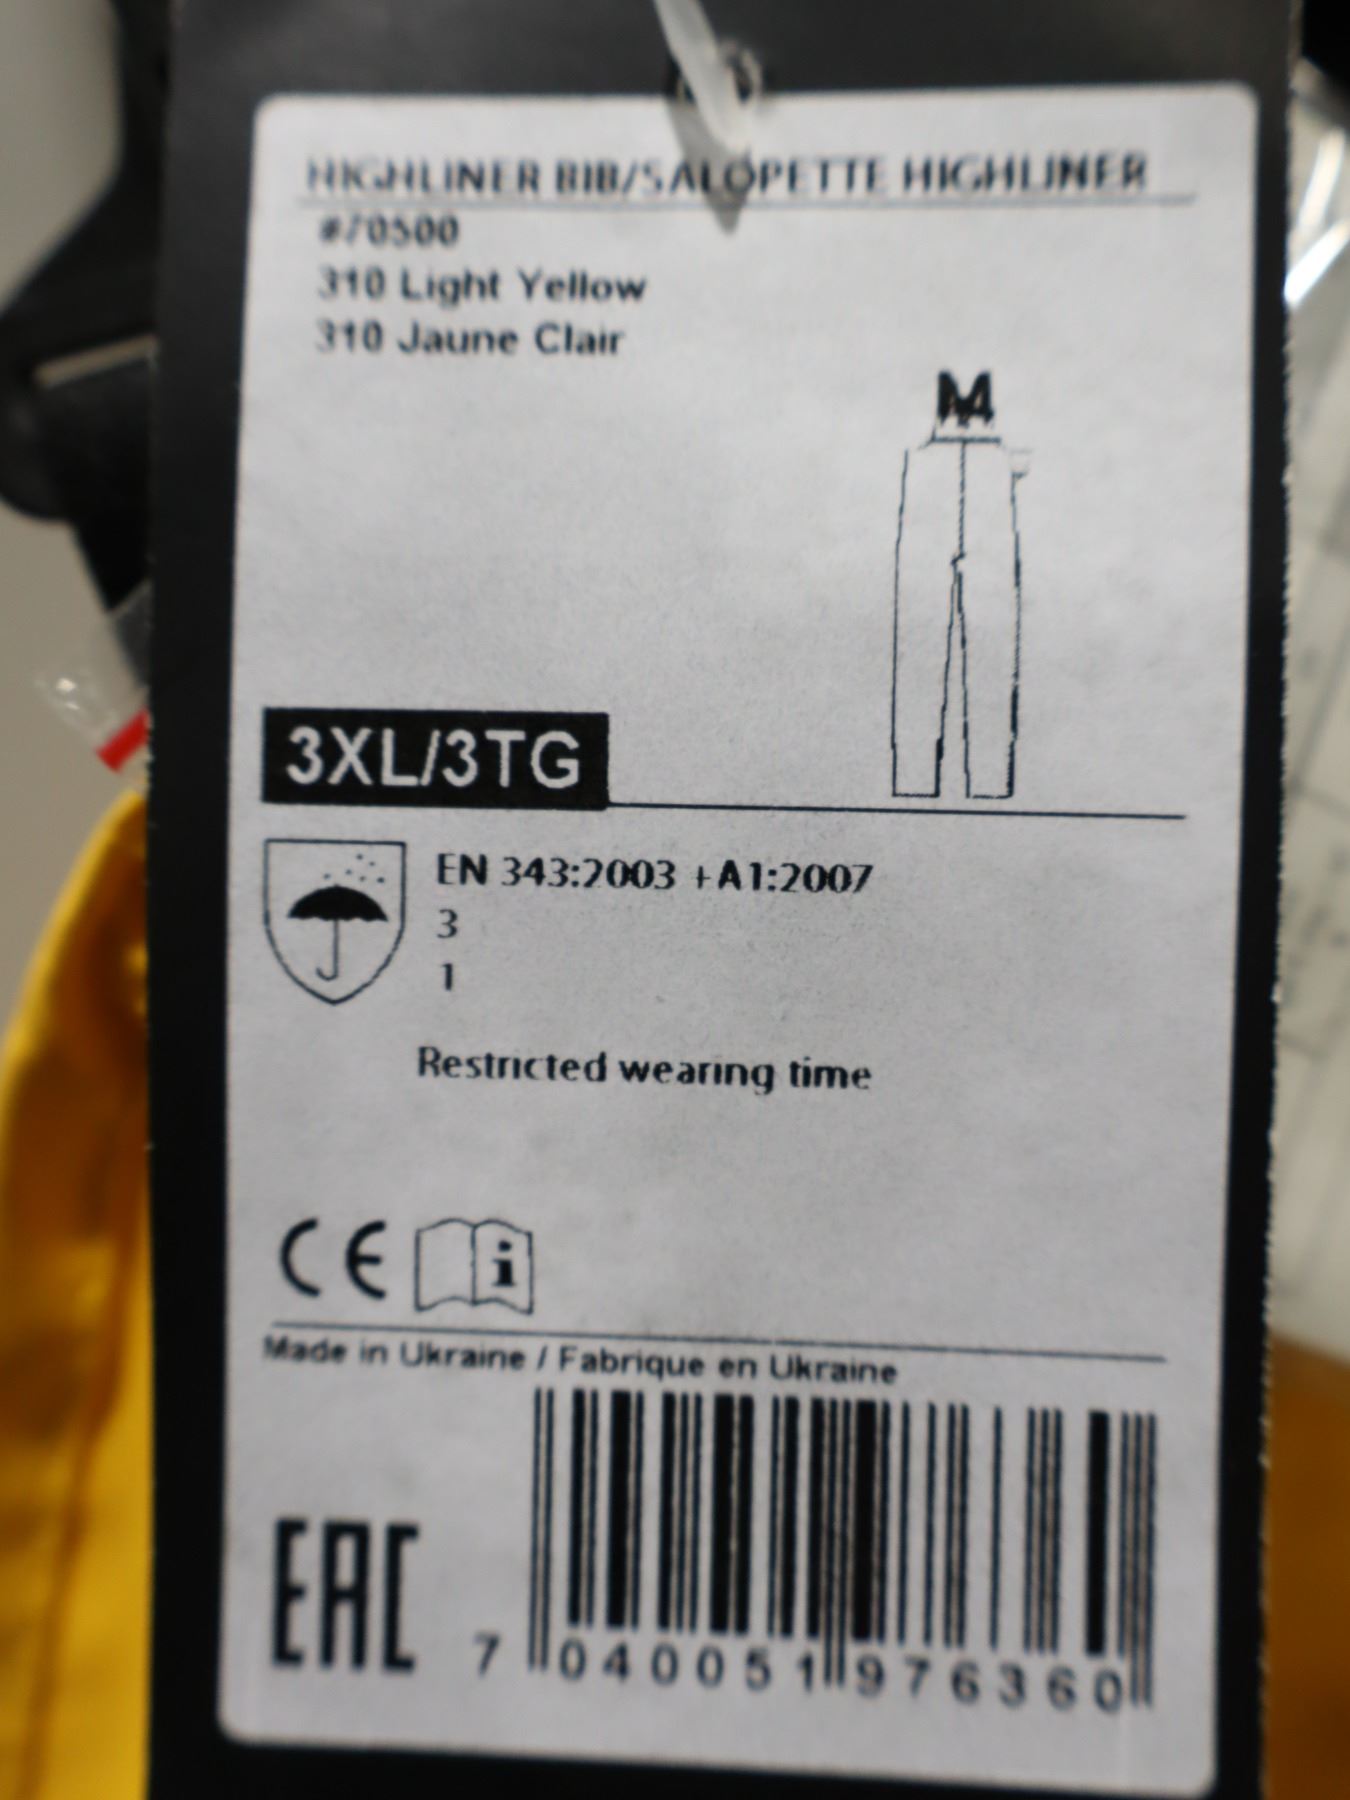 HIGHLINER BIB/SALOPETTE HIGHLINER
#70500
310 Light Yellow
310 Jaune Clair
M
3XL/3TG
EN 343:2003 +A1:2007
3
1
Restricted wearing time
CE i
Made in Ukraine / Fabrique en Ukraine
EAC
7 040051 976360